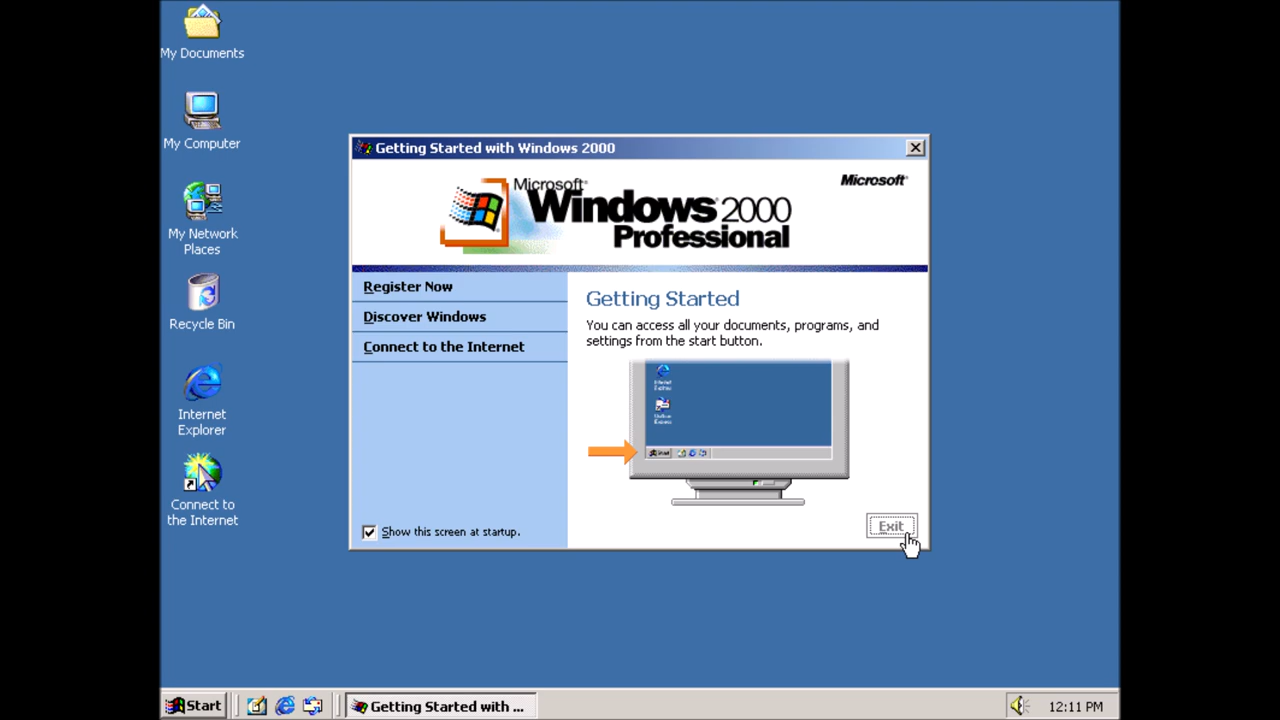 My Documents
My Computer
My Network
Places
Recycle Bin
Internet
Explorer
Connect to
the Internet
Getting Started with Windows 2000
Microsoft
Microsoft
Windows 2000
Professional
Register Now
Discover Windows
Connect to the Internet
Show this screen at startup.
Getting Started
You can access all your documents, programs, and
settings from the start button.
Start
Exit
Start
Getting Started with ...
12:11 PM